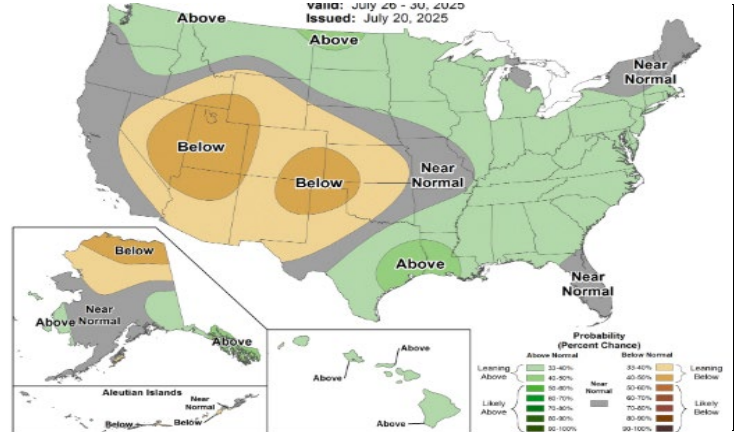 Valid: July 26 - 30, 2025
Issued: July 20, 2025
Above
Above
Near
Normal
Below
Below
Near
Normal
Above
Near
Normal
Below
Near
Normal
Above
Above
Aleutian Islands
Near
Normal
Below
Below
Above
Above
Above
Probability
(Percent Chance)
Above Normal
Below Normal
Leaning
Above
33-40%
40-50%
Likely
Above
50-60%
60-70%
70-80%
80-90%
90-100%
Near
Normal
33-40%
40-50%
Leaning
Below
50-60%
60-70%
70-80%
80-90%
90-100%
Likely
Below